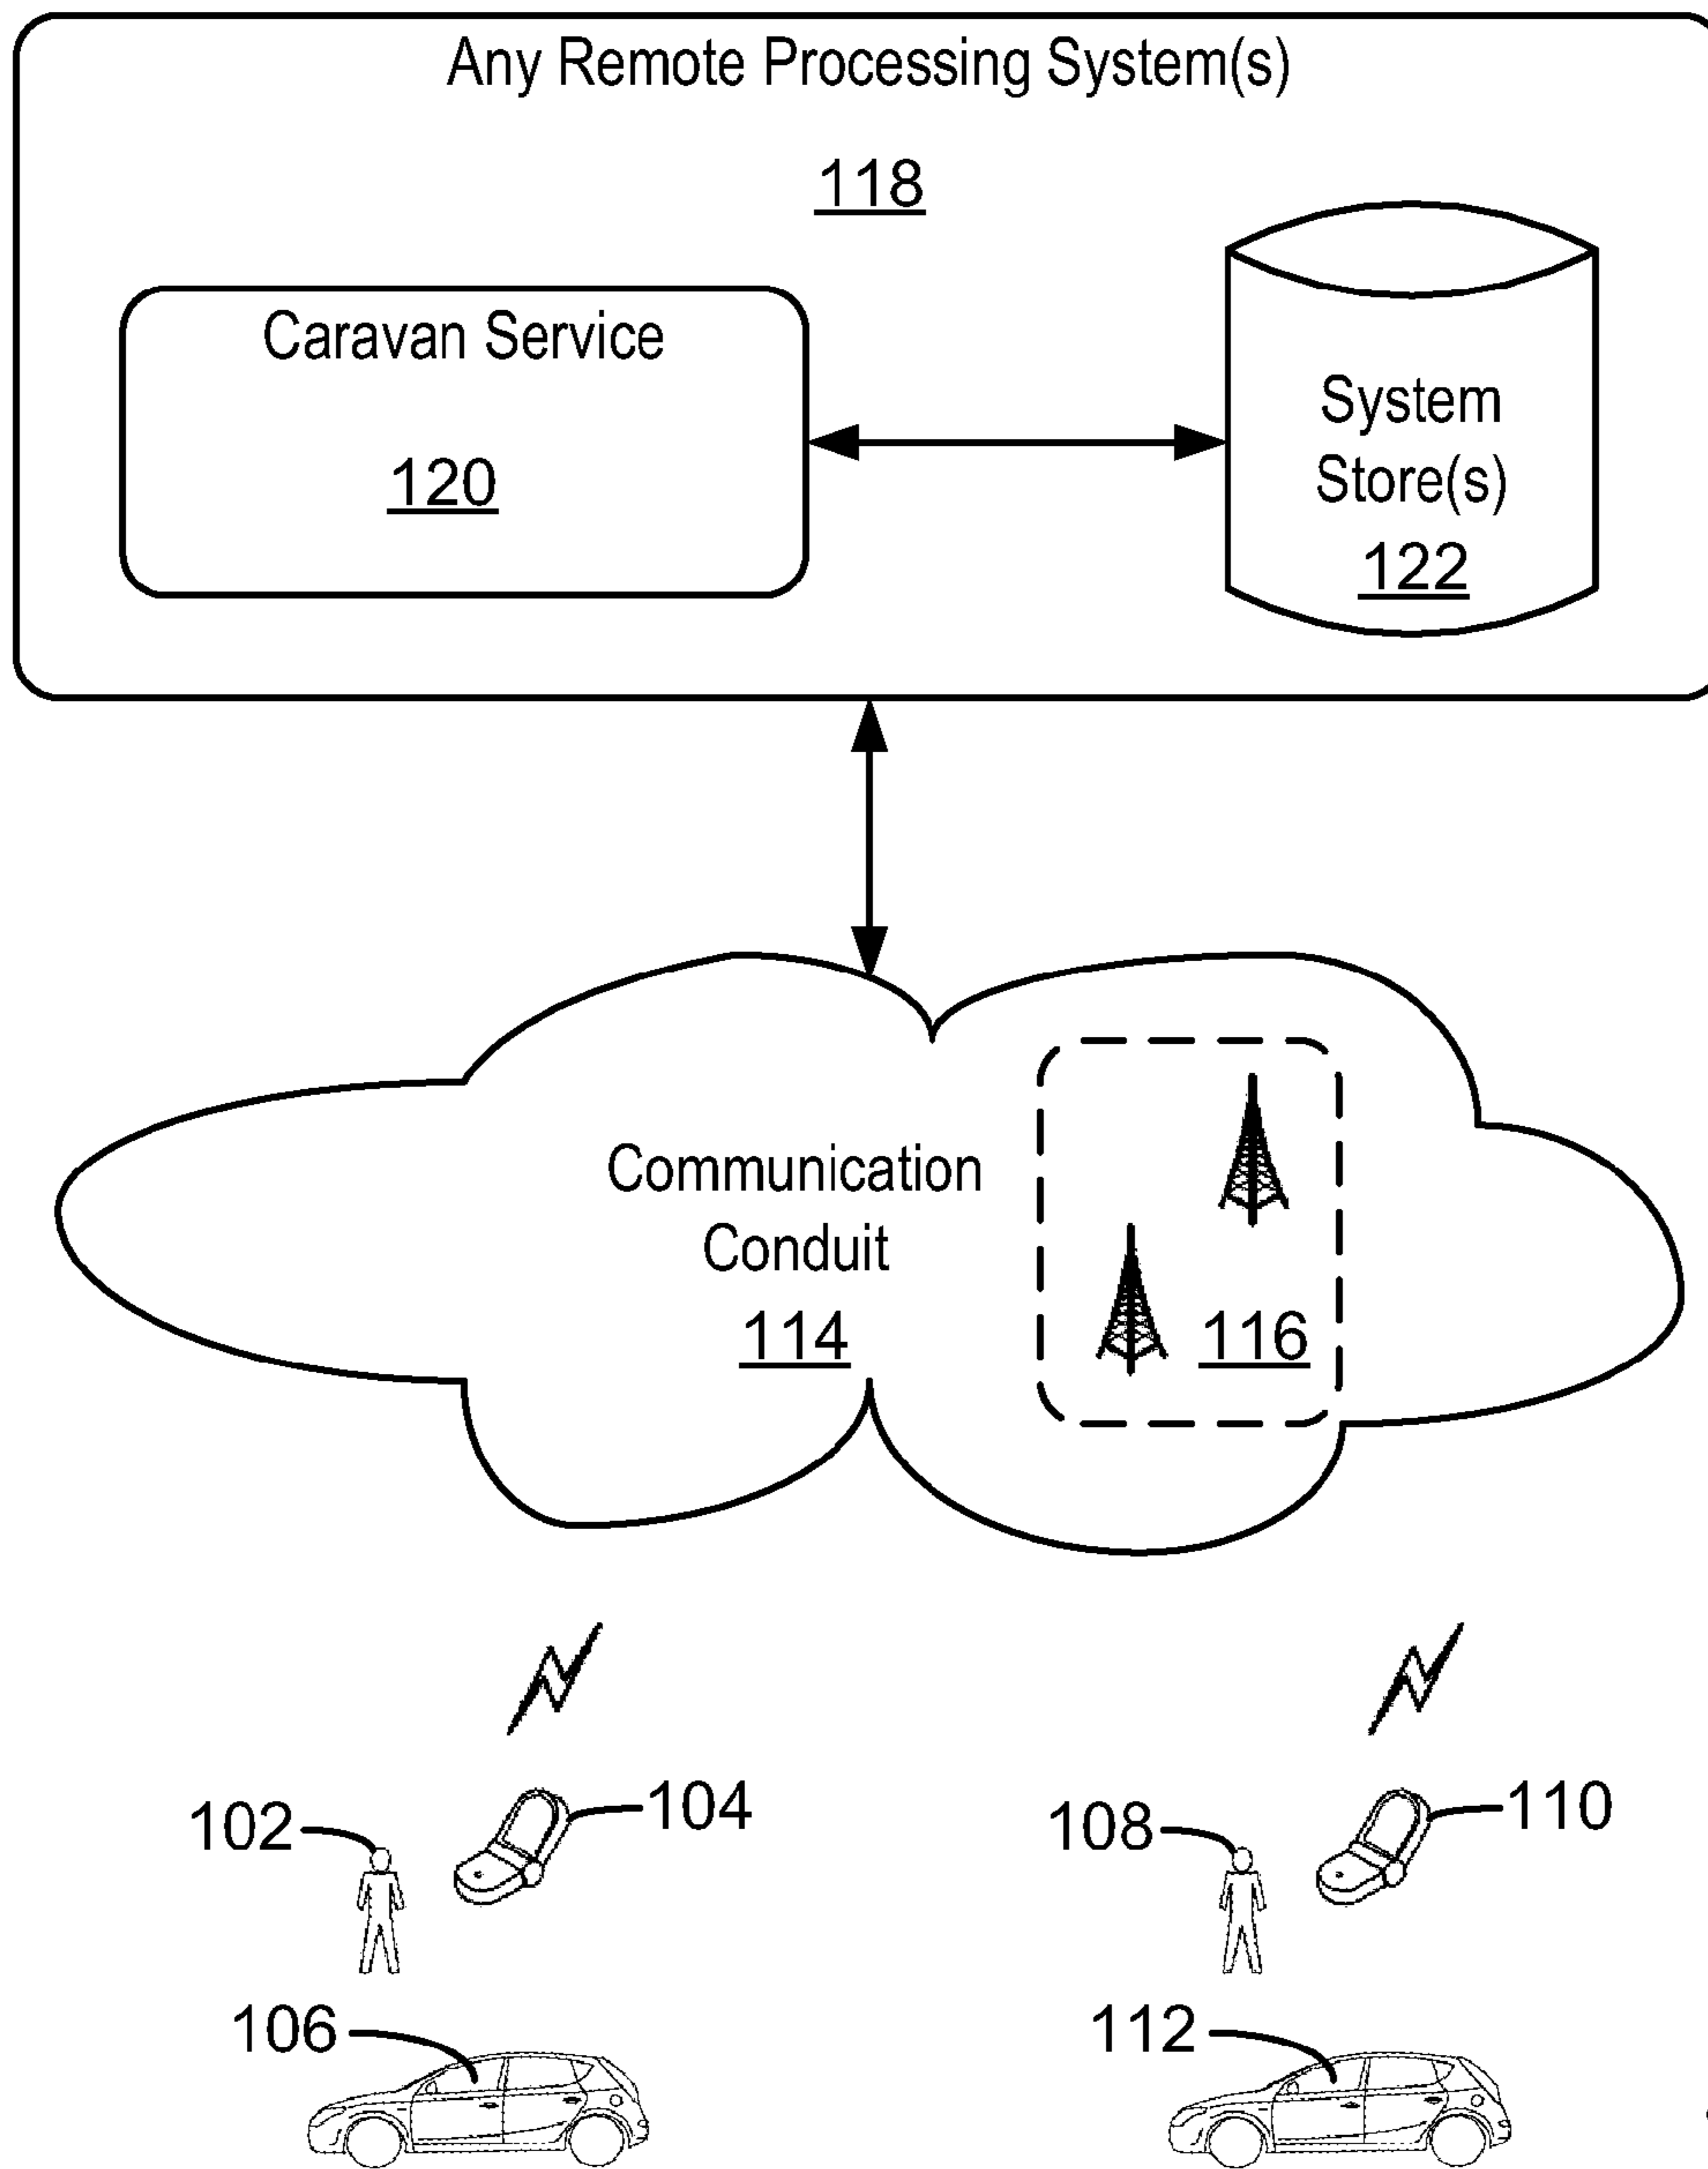 Any Remote Processing System(s)
118
Caravan Service
120
System
Store(s)
122
Communication
Conduit
114
116
102
104
108
110
106
112